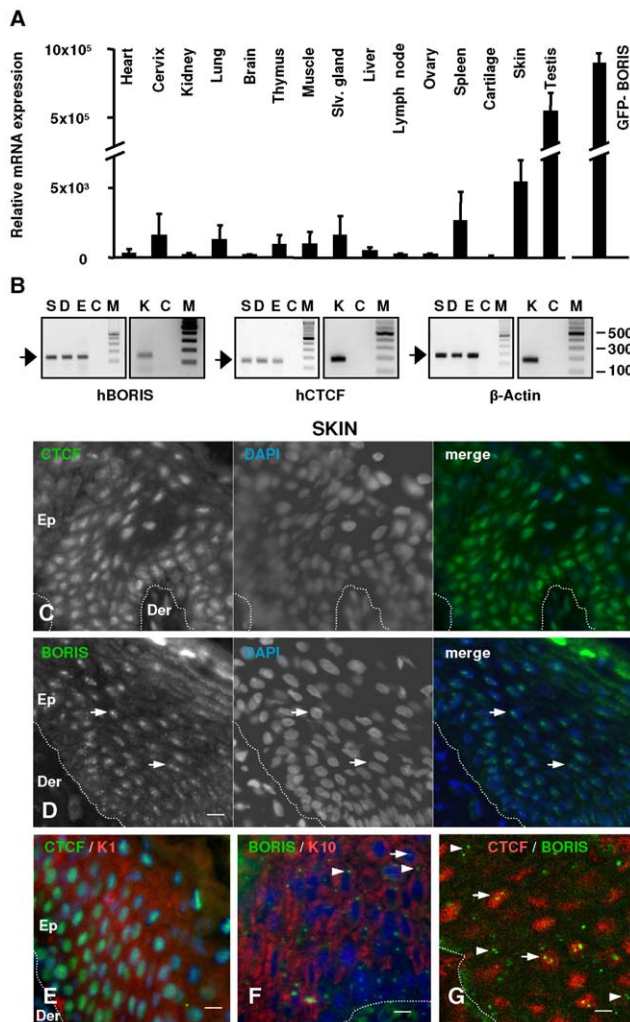 A
Relative mRNA expression
10x10⁵
5x10⁵
5x10³
0
Heart
Cervix
Kidney
Lung
Brain
Thymus
Muscle
Slv. gland
Liver
Lymph node
Ovary
Spleen
Cartilage
Skin
Testis
GFP- BORIS
B
S D E C M K C M
S D E C M K C M
S D E C M K C M
- 500
- 300
- 100
hBORIS hCTCF β-Actin
SKIN
CTCF DAPI merge
Ep
C Der
BORIS DAPI merge
Ep
Der
D
CTCF / K1 BORIS / K10 CTCF / BORIS
Ep
Der E F G